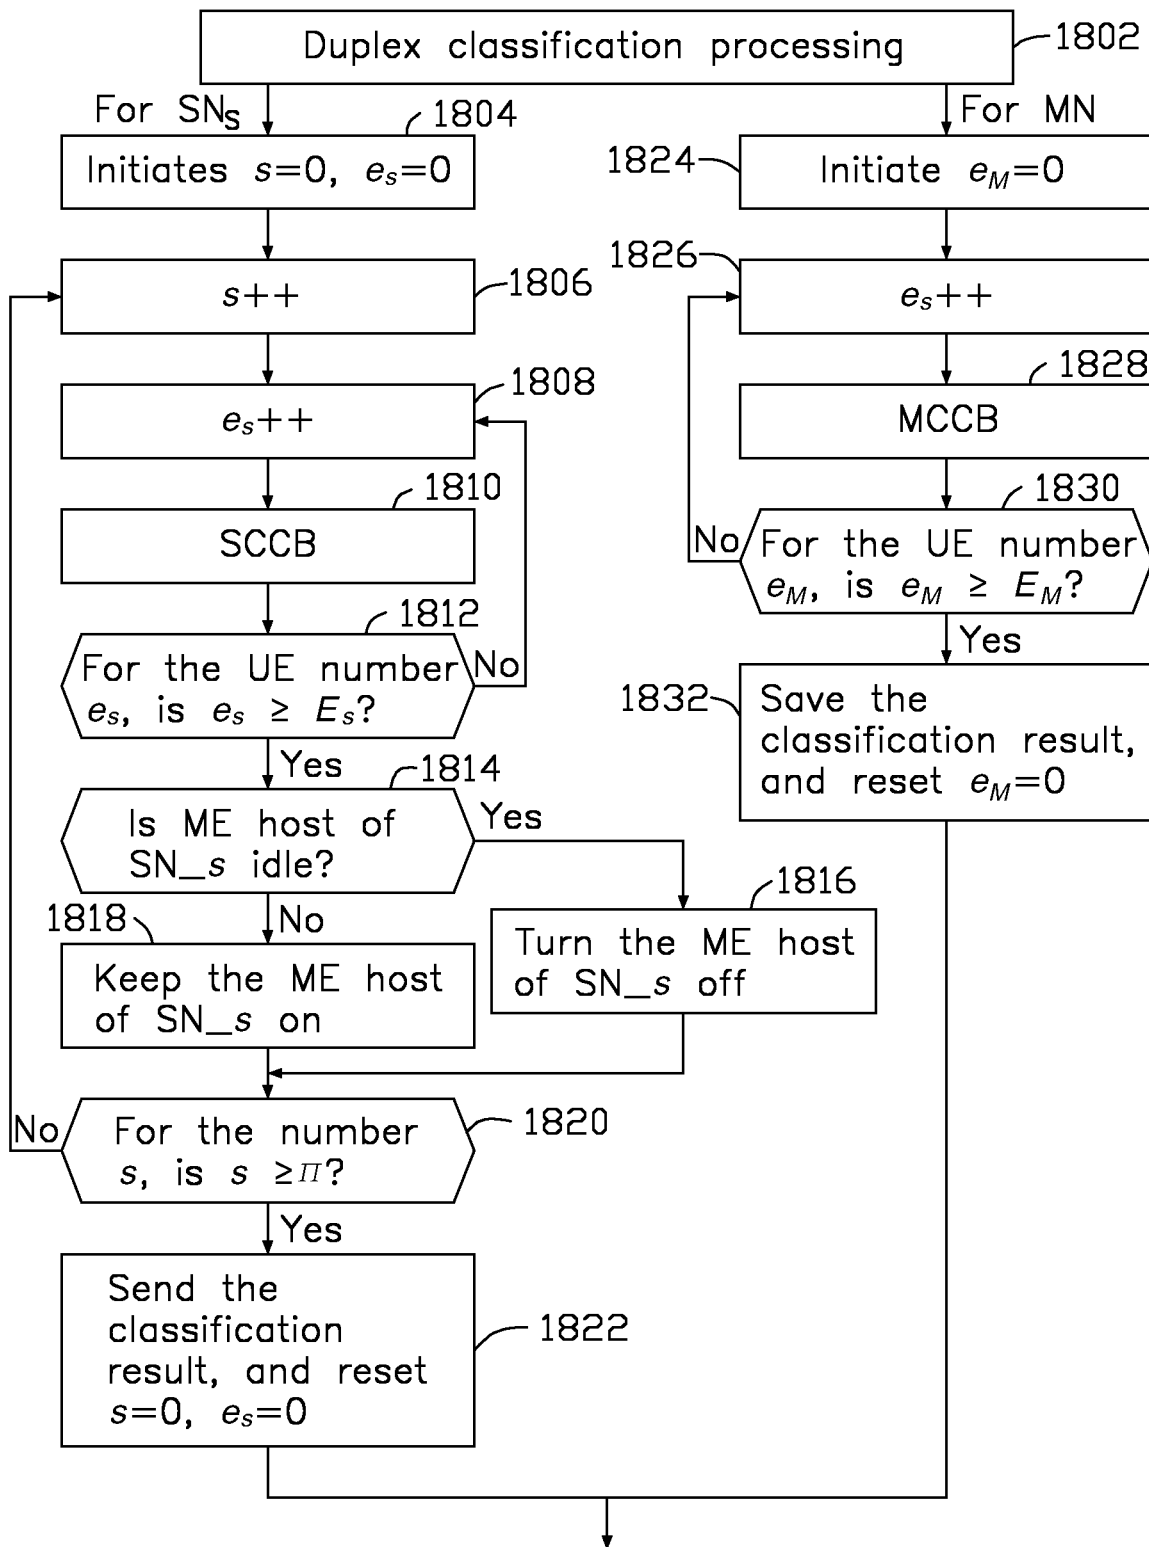 Duplex classification processing
1802
For SNs
For MN
1804
Initiates s=0, es=0
1824
Initiate eM=0
s++
1806
1826
es++
es++
1808
1828
MCCB
1810
SCCB
1830
For the UE number
eM, is eM ≥ EM?
No
Yes
1812
For the UE number
es, is es ≥ Es?
No
Yes
1832
Save the
classification result,
and reset eM=0
1814
Is ME host of
SN_s idle?
Yes
No
1816
Turn the ME host
of SN_s off
1818
Keep the ME host
of SN_s on
No
For the number
s, is s ≥Π?
1820
Yes
Send the
classification
result, and reset
s=0, es=0
1822